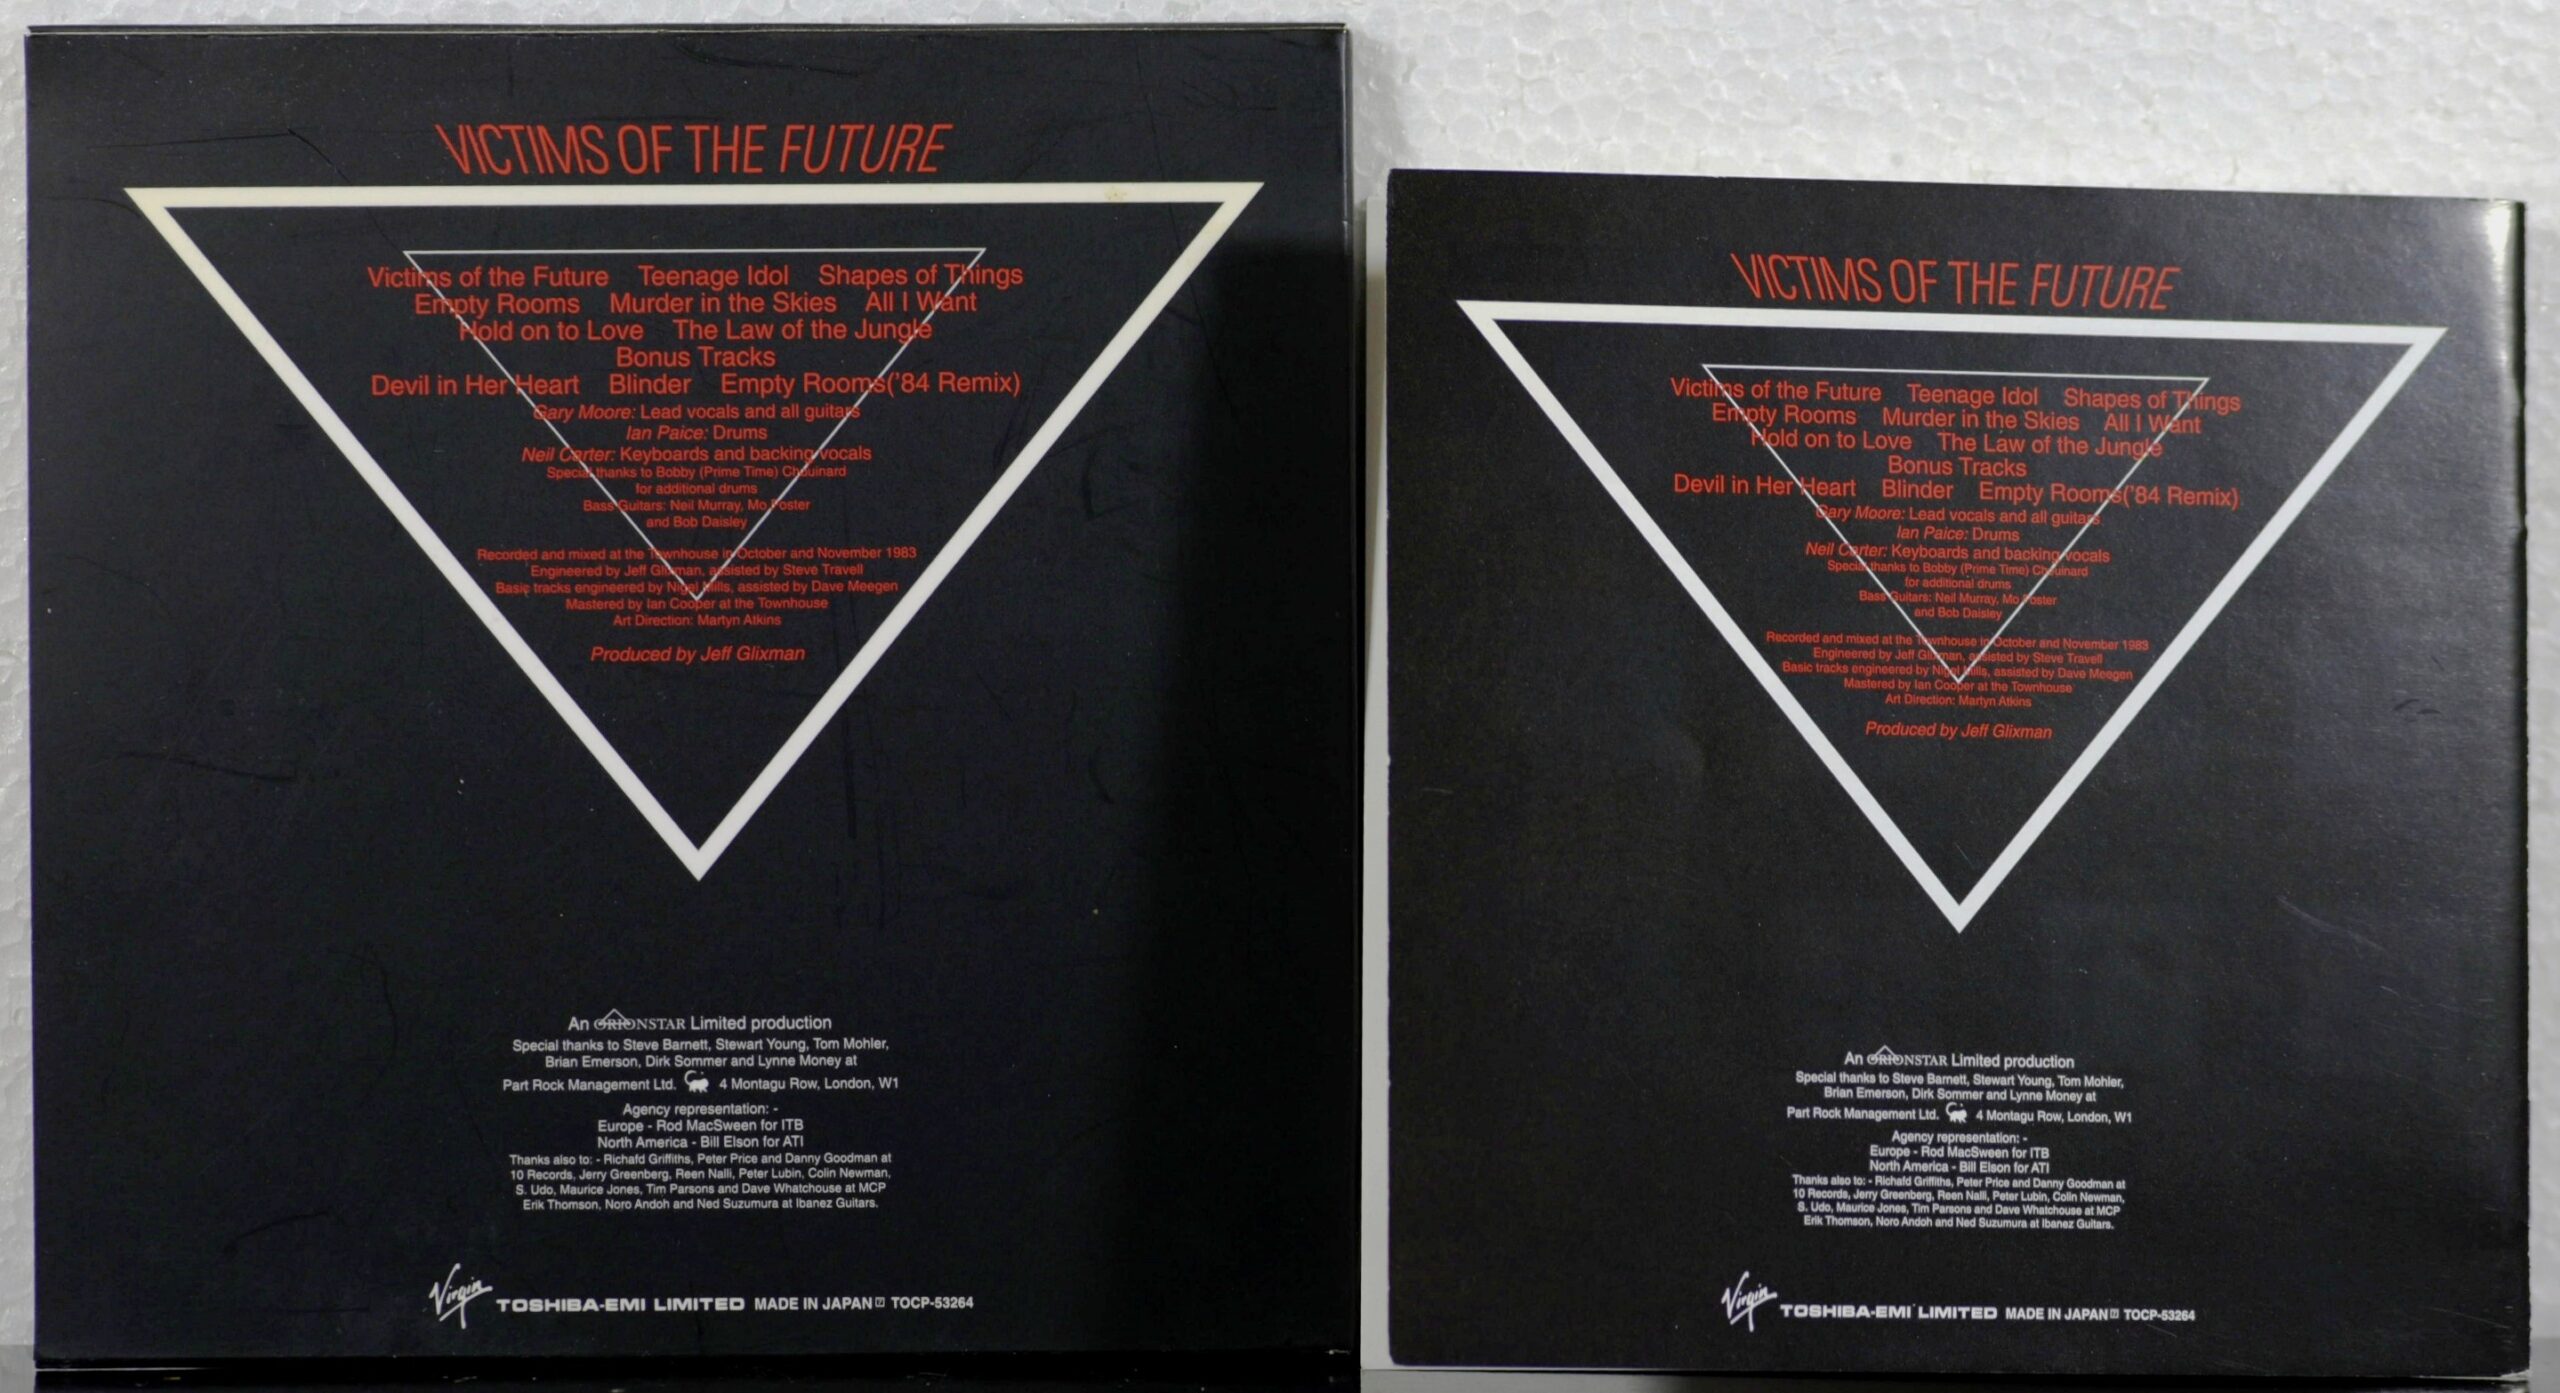 VICTIMS OF THE FUTURE
Victims of the Future Teenage Idol Shapes of Things
Empty Rooms Murder in the Skies All I Want
Hold on to Love The Law of the Jungle
Bonus Tracks
Devil in Her Heart Blinder Empty Rooms('84 Remix)
Gary Moore: Lead vocals and all guitars
Ian Paice: Drums
Neil Carter: Keyboards and backing vocals
Special thanks to Bobby (Prime Time) Chouinard
for additional drums
Bass Guitars: Neil Murray, Mo Foster
and Bob Daisley
Recorded and mixed at the Townhouse in October and November 1983
Engineered by Jeff Glixman, assisted by Steve Travell
Basic tracks engineered by Nigel Mills, assisted by Dave Meegen
Mastered by Ian Cooper at the Townhouse
Art Direction: Martyn Atkins
Produced by Jeff Glixman
An ORIONSTAR Limited production
Special thanks to Steve Barnett, Stewart Young, Tom Mohler,
Brian Emerson, Dirk Sommer and Lynne Money at
Part Rock Management Ltd. 4 Montagu Row, London, W1
Agency representation: -
Europe - Rod MacSween for ITB
North America - Bill Elson for ATI
Thanks also to: - Richafd Griffiths, Peter Price and Danny Goodman at
10 Records, Jerry Greenberg, Reen Nalli, Peter Lubin, Colin Newman,
S. Udo, Maurice Jones, Tim Parsons and Dave Whatchouse at MCP
Erik Thomson, Noro Andoh and Ned Suzumura at Ibanez Guitars.
Virgin TOSHIBA-EMI LIMITED MADE IN JAPAN TOCP-53264
VICTIMS OF THE FUTURE
Victims of the Future Teenage Idol Shapes of Things
Empty Rooms Murder in the Skies All I Want
Hold on to Love The Law of the Jungle
Bonus Tracks
Devil in Her Heart Blinder Empty Rooms('84 Remix)
Gary Moore: Lead vocals and all guitars
Ian Paice: Drums
Neil Carter: Keyboards and backing vocals
Special thanks to Bobby (Prime Time) Chouinard
for additional drums
Bass Guitars: Neil Murray, Mo Foster
and Bob Daisley
Recorded and mixed at the Townhouse in October and November 1983
Engineered by Jeff Glixman, assisted by Steve Travell
Basic tracks engineered by Nigel Mills, assisted by Dave Meegen
Mastered by Ian Cooper at the Townhouse
Art Direction: Martyn Atkins
Produced by Jeff Glixman
An ORIONSTAR Limited production
Special thanks to Steve Barnett, Stewart Young, Tom Mohler,
Brian Emerson, Dirk Sommer and Lynne Money at
Part Rock Management Ltd. 4 Montagu Row, London, W1
Agency representation: -
Europe - Rod MacSween for ITB
North America - Bill Elson for ATI
Thanks also to: - Richafd Griffiths, Peter Price and Danny Goodman at
10 Records, Jerry Greenberg, Reen Nalli, Peter Lubin, Colin Newman,
S. Udo, Maurice Jones, Tim Parsons and Dave Whatchouse at MCP
Erik Thomson, Noro Andoh and Ned Suzumura at Ibanez Guitars.
Virgin TOSHIBA-EMI LIMITED MADE IN JAPAN TOCP-53264